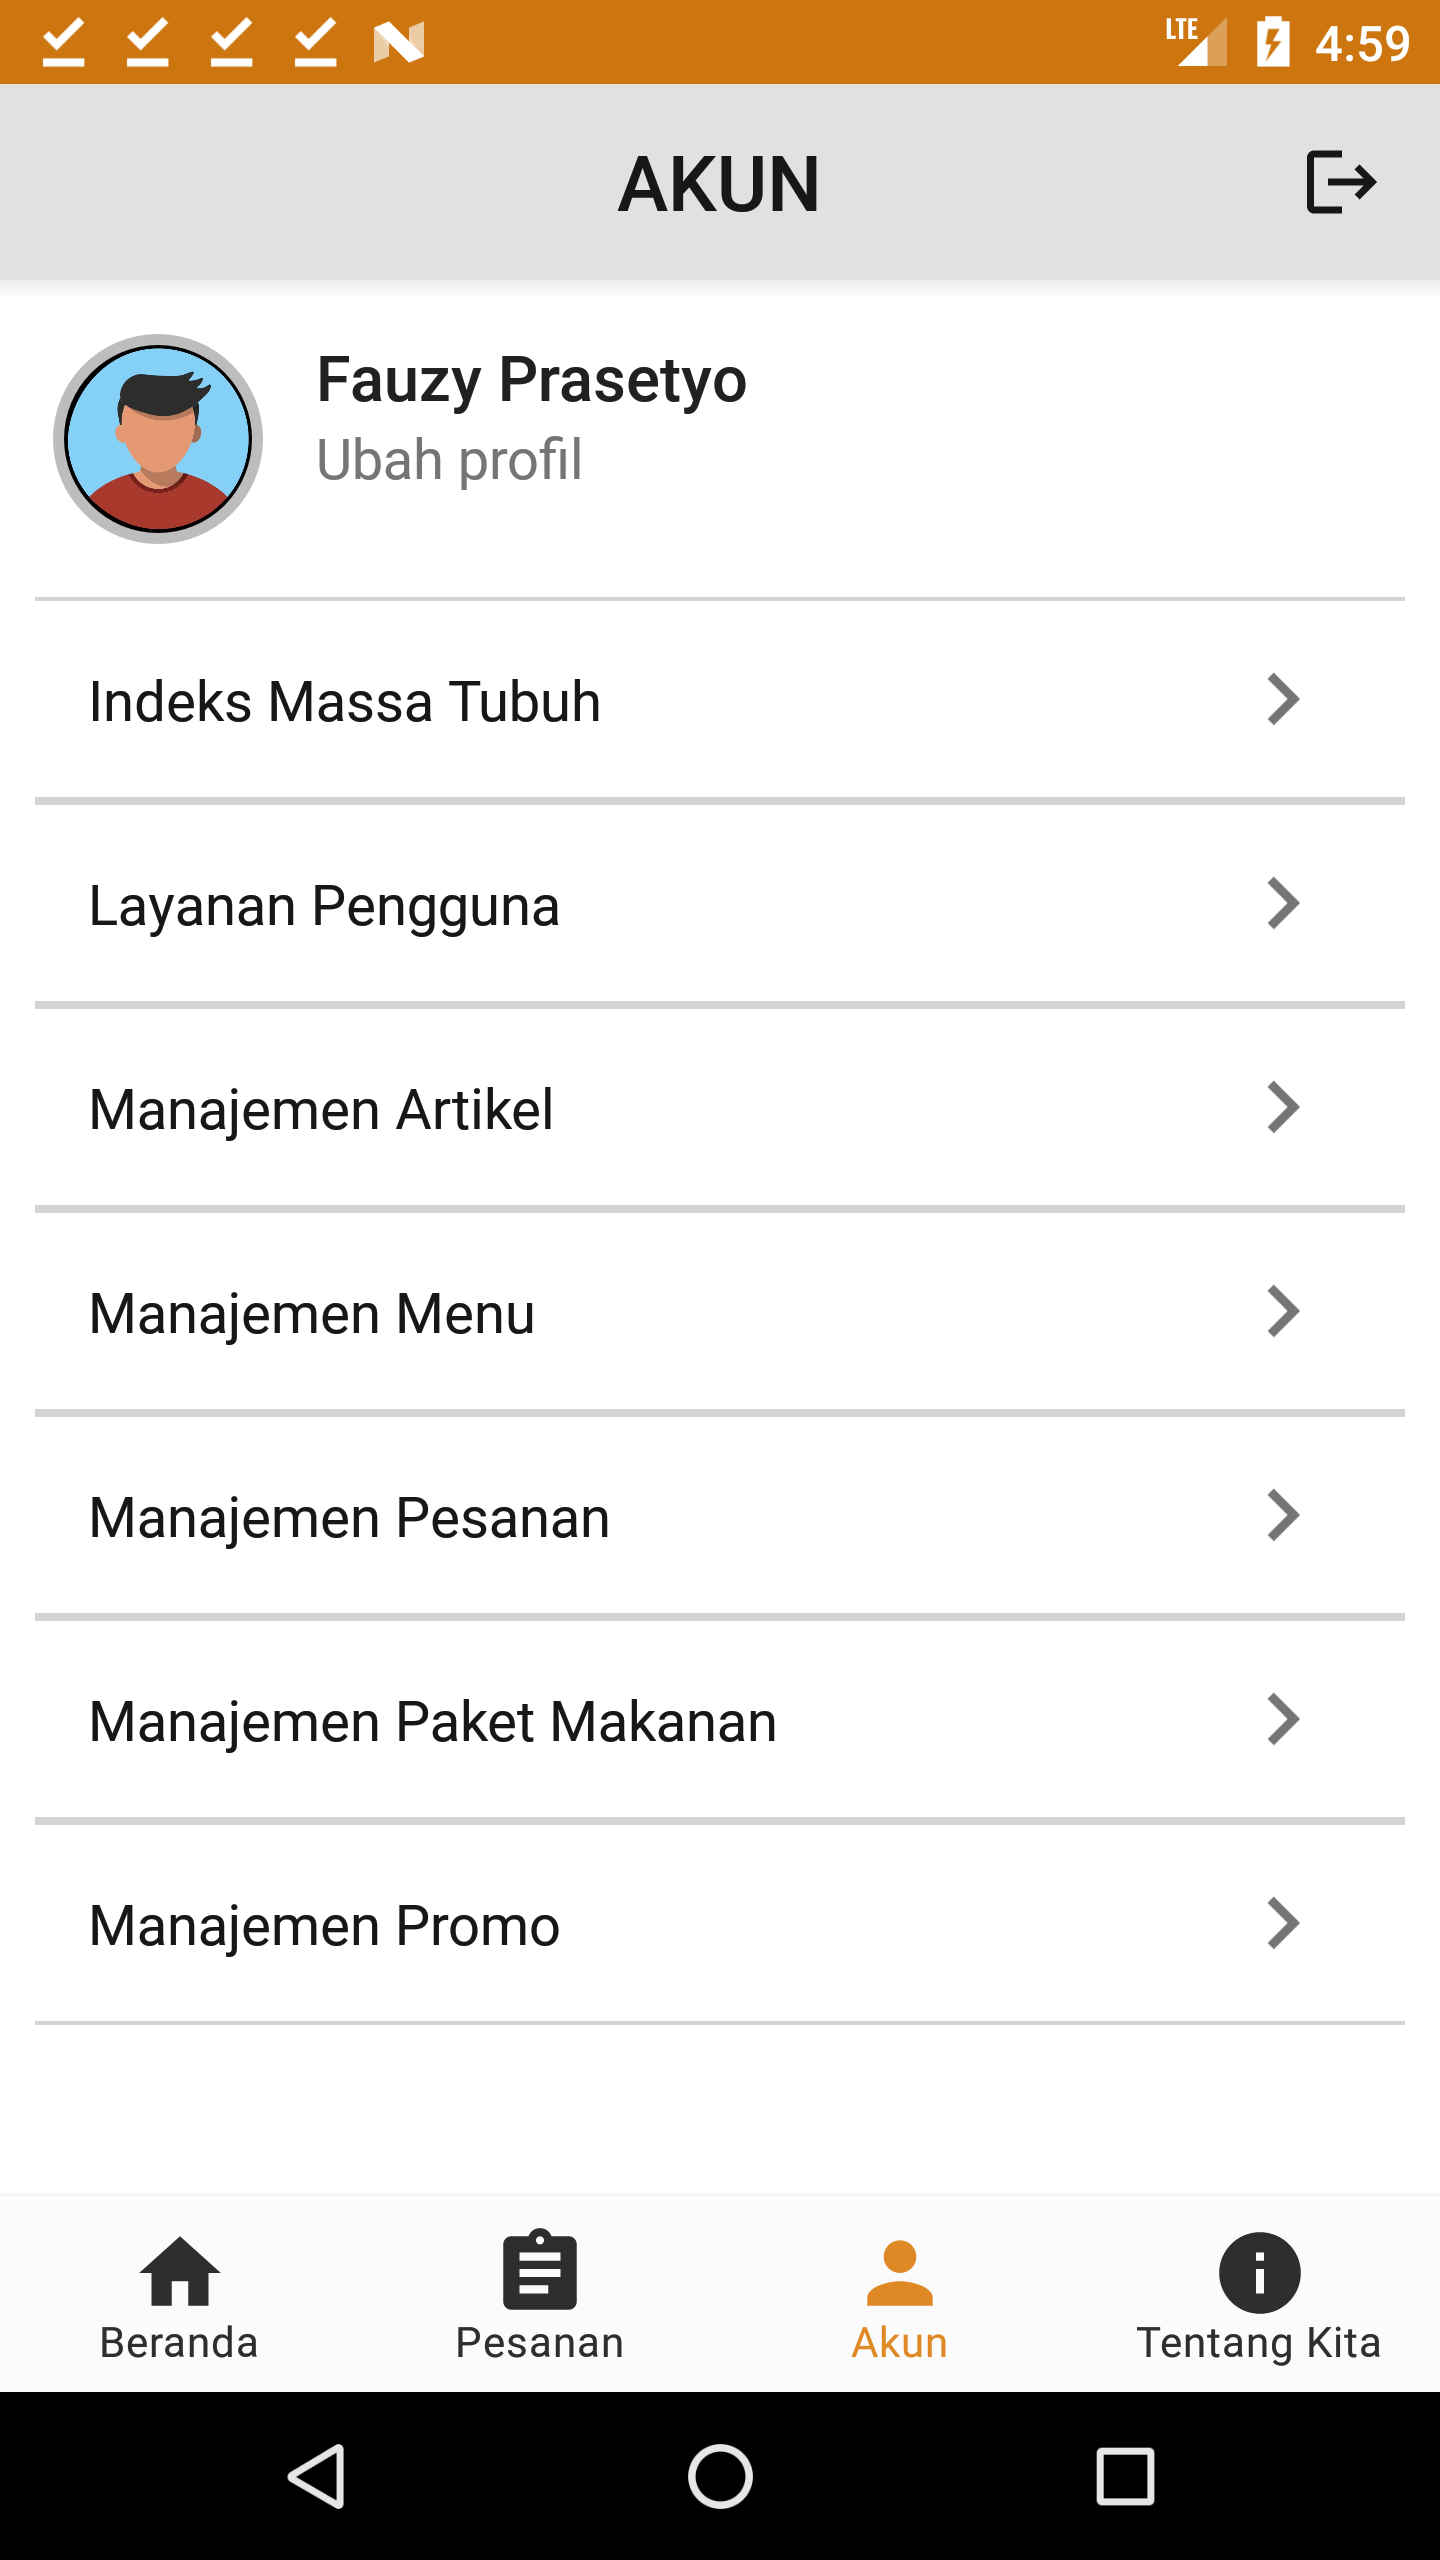 LTE 4:59
AKUN
Fauzy Prasetyo
Ubah profil
Indeks Massa Tubuh
Layanan Pengguna
Manajemen Artikel
Manajemen Menu
Manajemen Pesanan
Manajemen Paket Makanan
Manajemen Promo
Beranda Pesanan Akun Tentang Kita